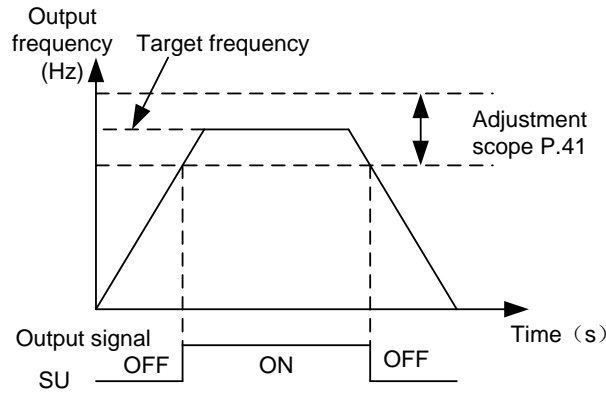 Output
frequency
(Hz)
Target frequency
Adjustment
scope P.41
Time（s）
Output signal
SU
OFF
ON
OFF